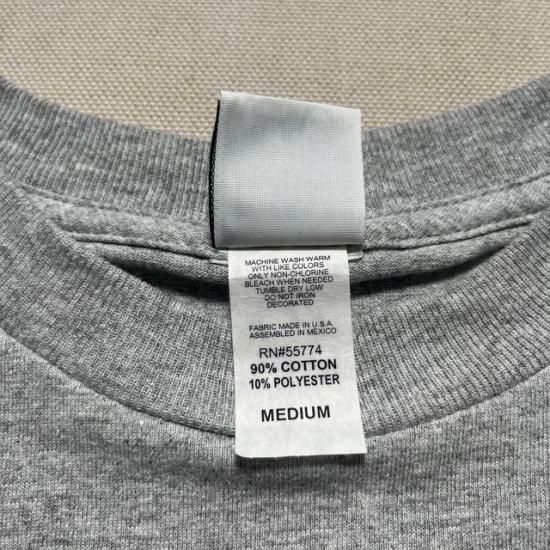 MACHINE WASH WARM
WITH LIKE COLORS
ONLY NON-CHLORINE
BLEACH WHEN NEEDED
TUMBLE DRY LOW
DO NOT IRON
DECORATED
FABRIC MADE IN U.S.A
ASSEMBLED IN MEXICO
RN#55774
90% COTTON
10% POLYESTER
MEDIUM